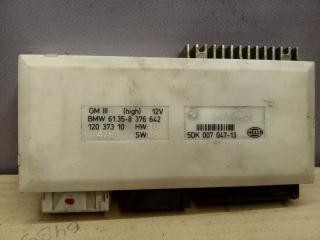 GM III (high) 12V
BMW 61.35-8 376 642
120 373 10 HW
SW
5DK 007 047-13
Hella